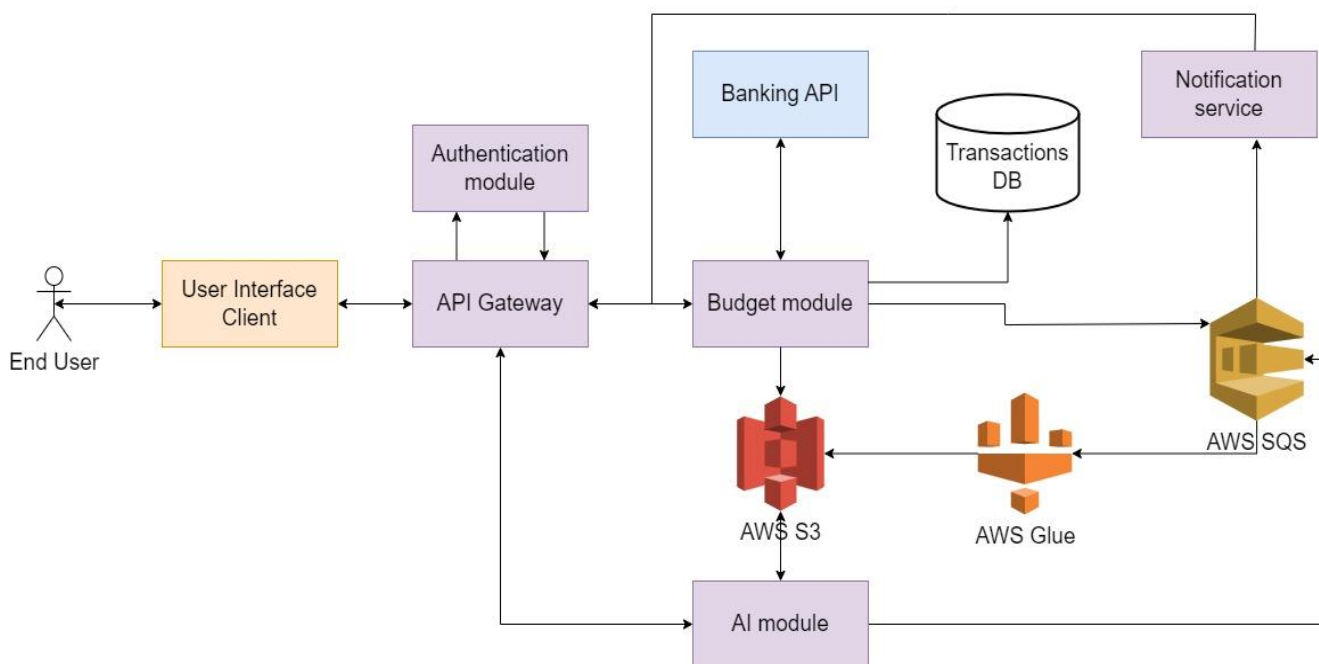 Banking API
Notification
service
Transactions
DB
Authentication
module
User Interface
Client
API Gateway
Budget module
End User
AWS SQS
AWS S3
AWS Glue
AI module